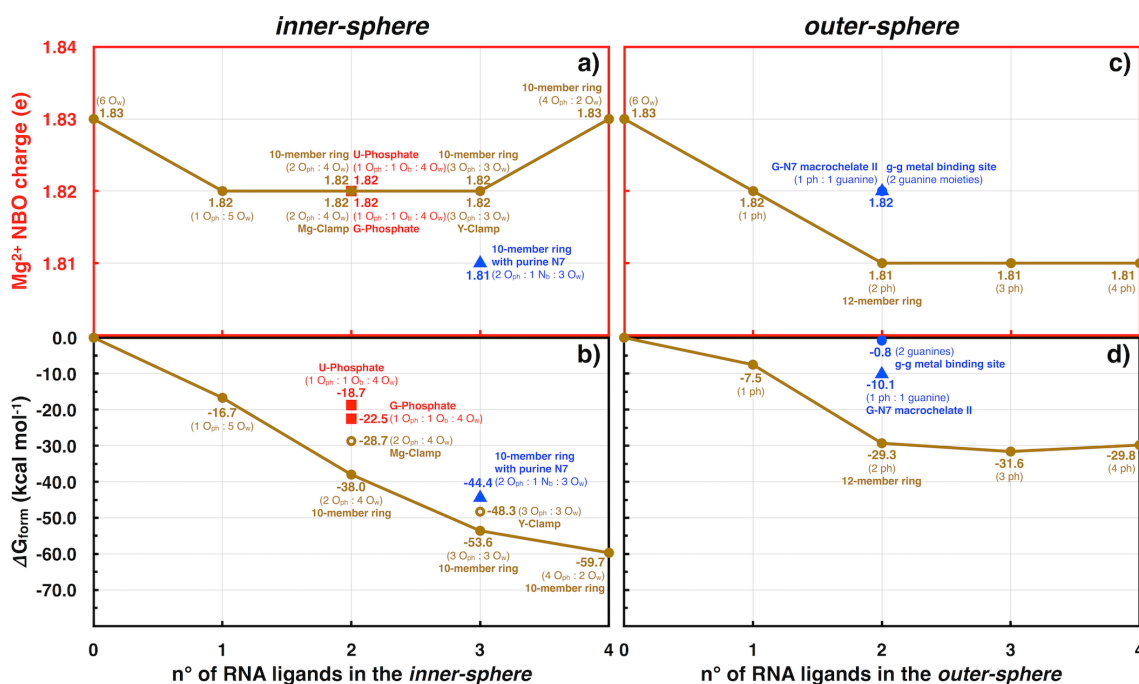 inner-sphere
outer-sphere
Mg2+ NBO charge (e)
1.84
1.83
1.82
1.81
a)
(6 Ow)
1.83
1.82
(1 Oph : 5 Ow)
10-member ring
(2 Oph : 4 Ow)
1.82
U-Phosphate
(1 Oph : 1 Ob : 4 Ow)
1.82
10-member ring
(3 Oph : 3 Ow)
1.82
1.82
(2 Oph : 4 Ow)
Mg-Clamp
1.82
(1 Oph : 1 Ob : 4 Ow)
G-Phosphate
1.82
(3 Oph : 3 Ow)
Y-Clamp
10-member ring
(4 Oph : 2 Ow)
1.83
10-member ring
with purine N7
1.81 (2 Oph : 1 Nb : 3 Ow)
c)
(6 Ow)
1.83
1.82
(1 ph)
G-N7 macrochelate II
(1 ph : 1 guanine)
g-g metal binding site
(2 guanine moieties)
1.82
1.81
(2 ph)
12-member ring
1.81
(3 ph)
1.81
(4 ph)
ΔGform (kcal mol-1)
0.0
-10.0
-20.0
-30.0
-40.0
-50.0
-60.0
-70.0
b)
-16.7
(1 Oph : 5 Ow)
U-Phosphate
(1 Oph : 1 Ob : 4 Ow)
-18.7
G-Phosphate
-22.5 (1 Oph : 1 Ob : 4 Ow)
-28.7 (2 Oph : 4 Ow)
Mg-Clamp
-38.0
(2 Oph : 4 Ow)
10-member ring
10-member ring
with purine N7
-44.4 (2 Oph : 1 Nb : 3 Ow)
-48.3 (3 Oph : 3 Ow)
Y-Clamp
-53.6
(3 Oph : 3 Ow)
10-member ring
-59.7
(4 Oph : 2 Ow)
10-member ring
d)
-7.5
(1 ph)
-0.8 (2 guanines)
g-g metal binding site
-10.1
(1 ph : 1 guanine)
G-N7 macrochelate II
-29.3
(2 ph)
12-member ring
-31.6
(3 ph)
-29.8
(4 ph)
0 1 2 3 4
0 1 2 3 4
n° of RNA ligands in the inner-sphere
n° of RNA ligands in the outer-sphere